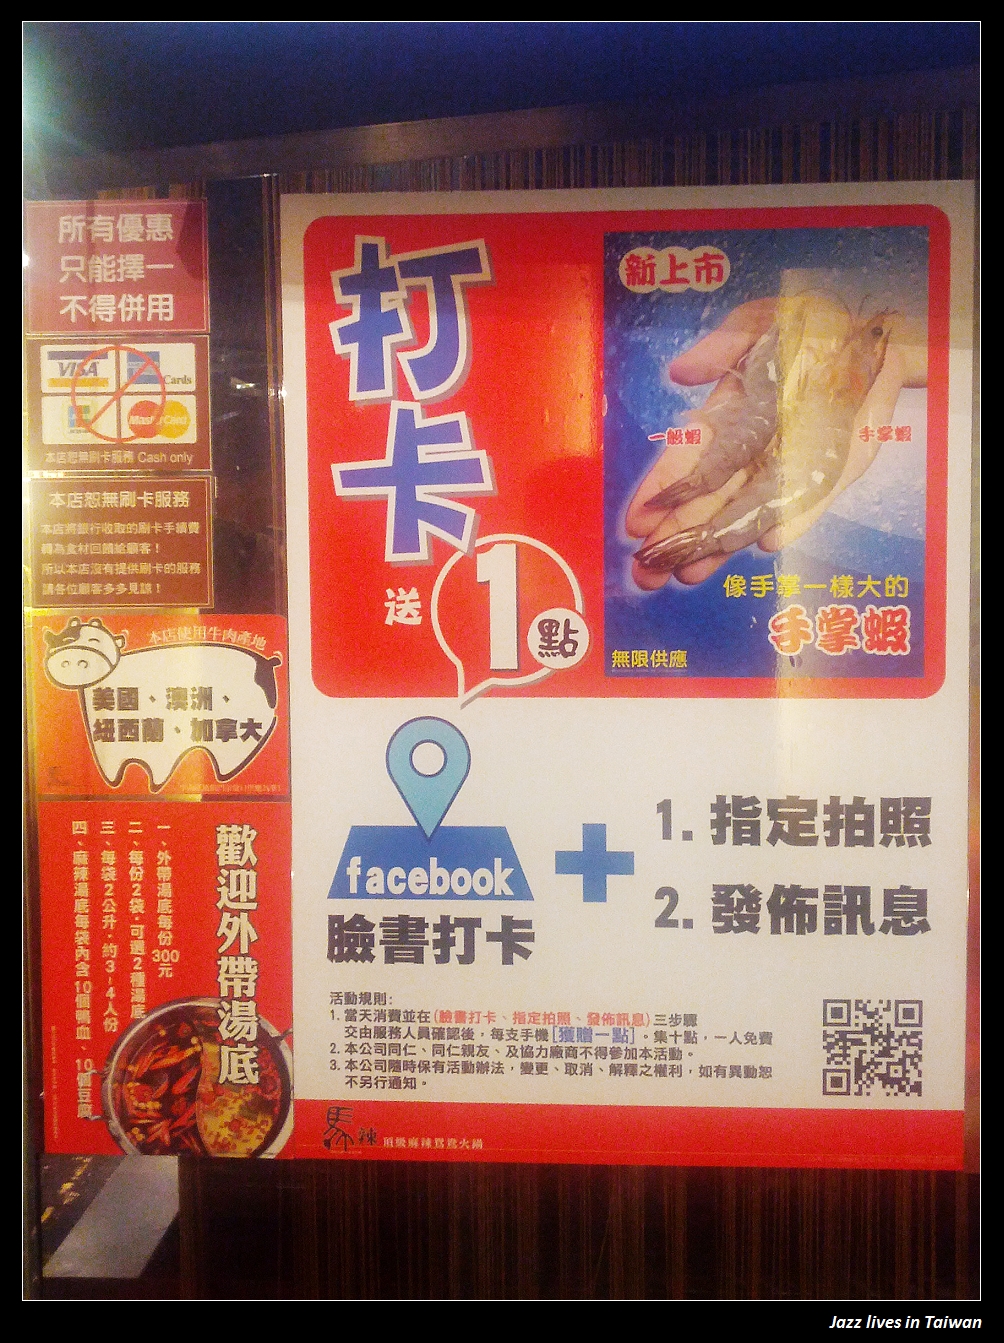 所有優惠
只能擇一
不得併用
VISA
Cards
MasterCard
本店恕無刷卡服務 Cash only
本店恕無刷卡服務
本店將銀行收取的刷卡手續費
轉為食材回饋給顧客！
所以本店沒有提供刷卡的服務
請各位顧客多多見諒！
本店使用牛肉產地
美國、澳洲、
紐西蘭、加拿大
歡迎外帶湯底
一、外帶湯底每份300元
二、每份2袋．可選2種湯底
三、每袋2公升．約3-4人份
四、麻辣湯底每袋內含10個鴨血、10個豆腐
打卡
送1點
新上市
一般蝦
手掌蝦
像手掌一樣大的
手掌蝦
無限供應
facebook
臉書打卡
+
1. 指定拍照
2. 發佈訊息
活動規則:
1. 當天消費並在(臉書打卡、指定拍照、發佈訊息)三步驟
交由服務人員確認後，每支手機[獲贈一點]。集十點，一人免費
2. 本公司同仁、同仁親友、及協力廠商不得參加本活動。
3. 本公司隨時保有活動辦法，變更、取消、解釋之權利，如有異動恕
不另行通知。
馬辣 頂級麻辣鴛鴦火鍋
Jazz lives in Taiwan